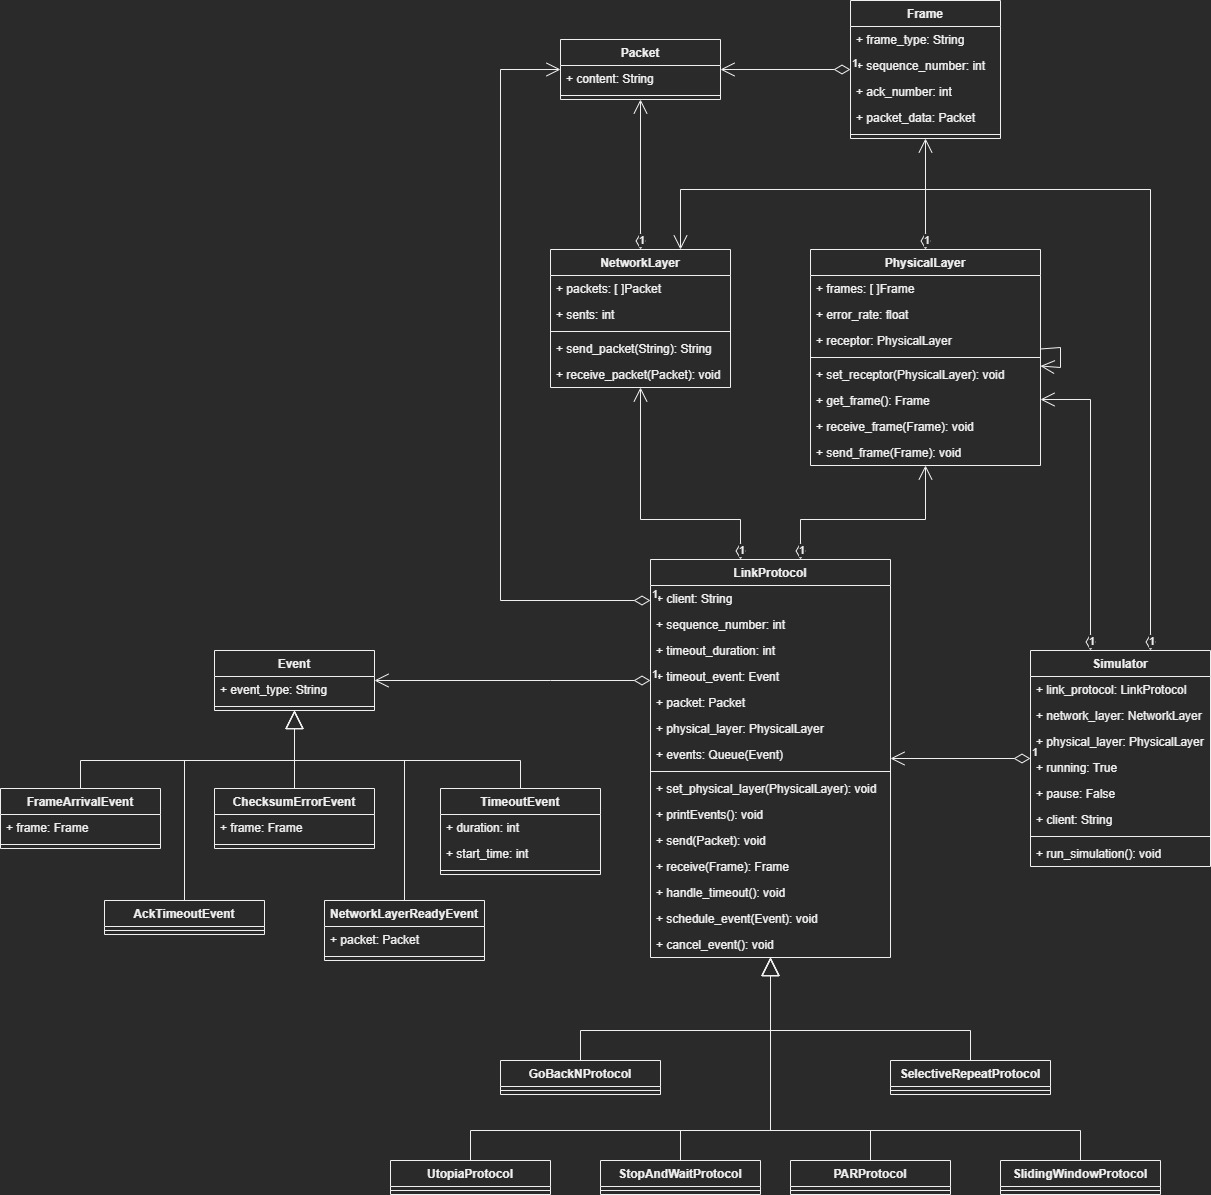 Frame
+ frame_type: String
1
+ sequence_number: int
+ ack_number: int
+ packet_data: Packet
Packet
+ content: String
1
NetworkLayer
+ packets: [ ]Packet
+ sents: int
+ send_packet(String): String
+ receive_packet(Packet): void
1
PhysicalLayer
+ frames: [ ]Frame
+ error_rate: float
+ receptor: PhysicalLayer
+ set_receptor(PhysicalLayer): void
+ get_frame(): Frame
+ receive_frame(Frame): void
+ send_frame(Frame): void
1
1
LinkProtocol
1
+ client: String
+ sequence_number: int
+ timeout_duration: int
1
+ timeout_event: Event
+ packet: Packet
+ physical_layer: PhysicalLayer
+ events: Queue(Event)
+ set_physical_layer(PhysicalLayer): void
+ printEvents(): void
+ send(Packet): void
+ receive(Frame): Frame
+ handle_timeout(): void
+ schedule_event(Event): void
+ cancel_event(): void
1
1
Simulator
+ link_protocol: LinkProtocol
+ network_layer: NetworkLayer
+ physical_layer: PhysicalLayer
1
+ running: True
+ pause: False
+ client: String
+ run_simulation(): void
Event
+ event_type: String
FrameArrivalEvent
+ frame: Frame
ChecksumErrorEvent
+ frame: Frame
TimeoutEvent
+ duration: int
+ start_time: int
AckTimeoutEvent
NetworkLayerReadyEvent
+ packet: Packet
GoBackNProtocol
SelectiveRepeatProtocol
UtopiaProtocol
StopAndWaitProtocol
PARProtocol
SlidingWindowProtocol